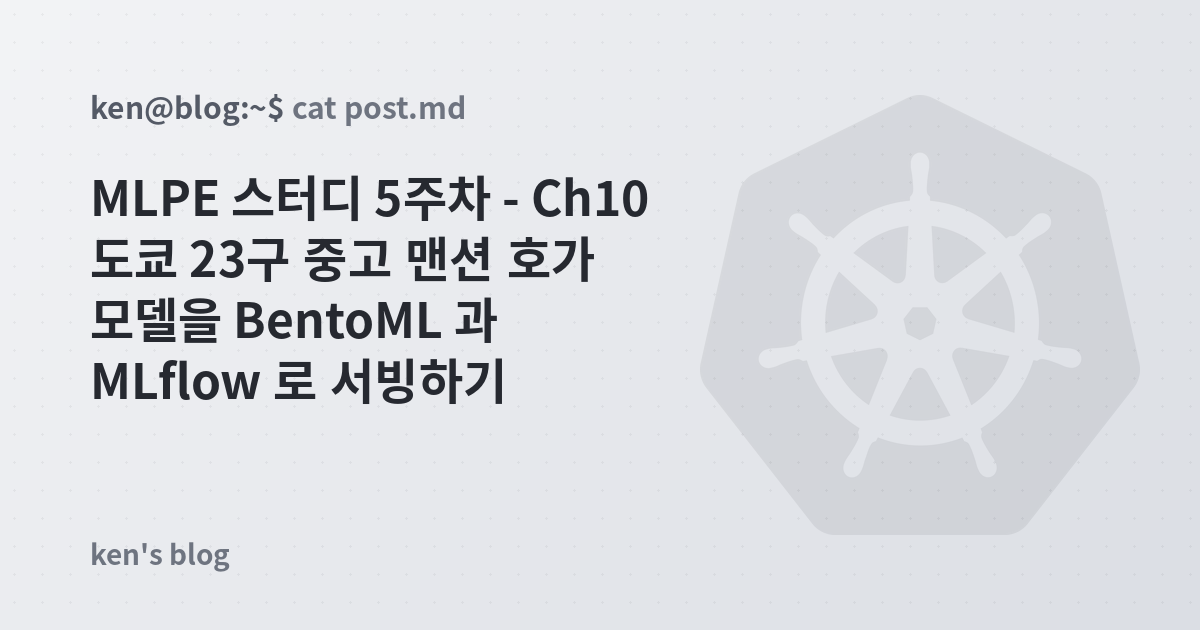 ken@blog:~$ cat post.md
MLPE 스터디 5주차 - Ch10
도쿄 23구 중고 맨션 호가
모델을 BentoML 과
MLflow 로 서빙하기
ken's blog